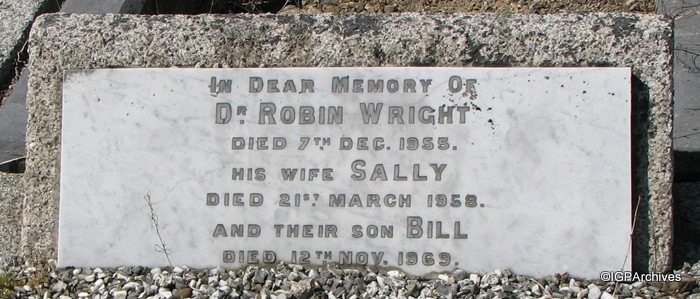 In Dear Memory Of
Dr Robin Wright
Died 7th Dec. 1955.
His wife Sally
Died 21st March 1958.
And their son Bill
Died 12th Nov. 1969.
©IGPArchives